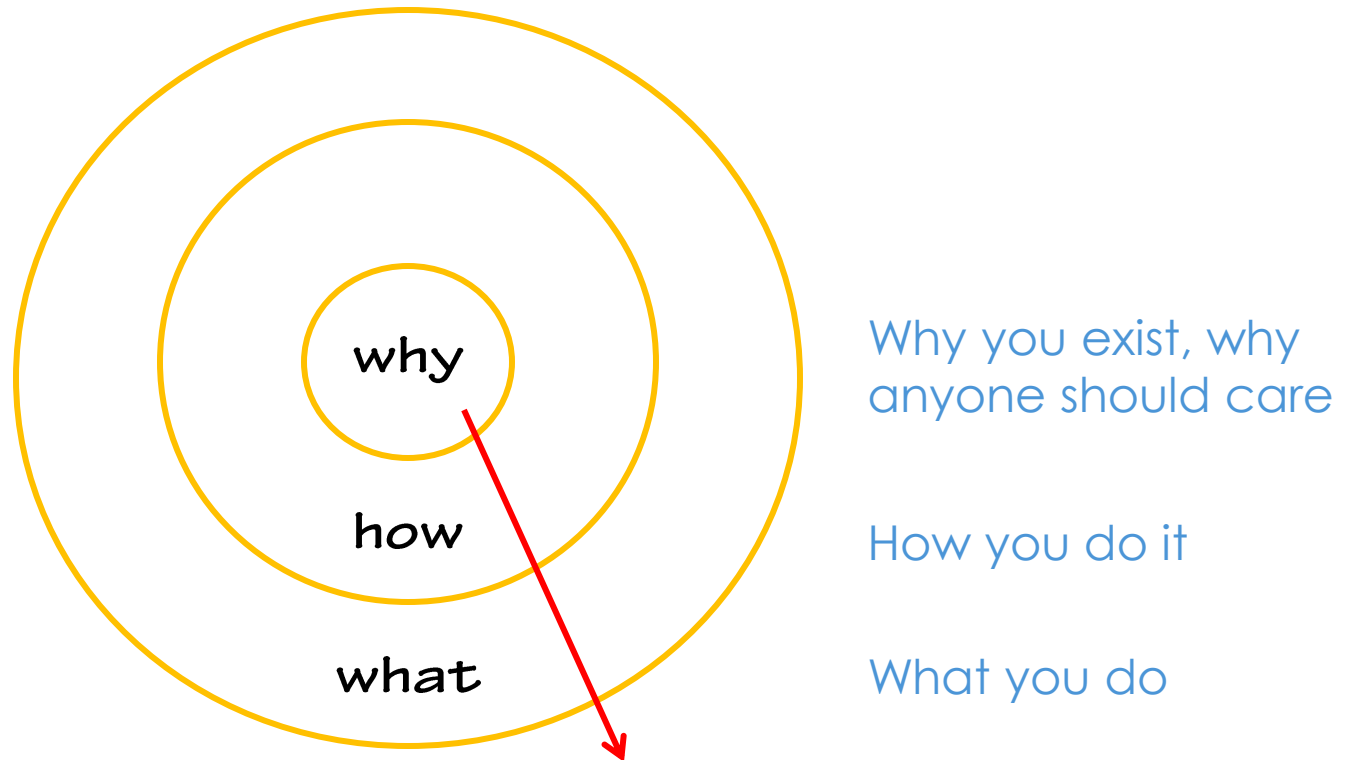 why
Why you exist, why
anyone should care
how
How you do it
what
What you do